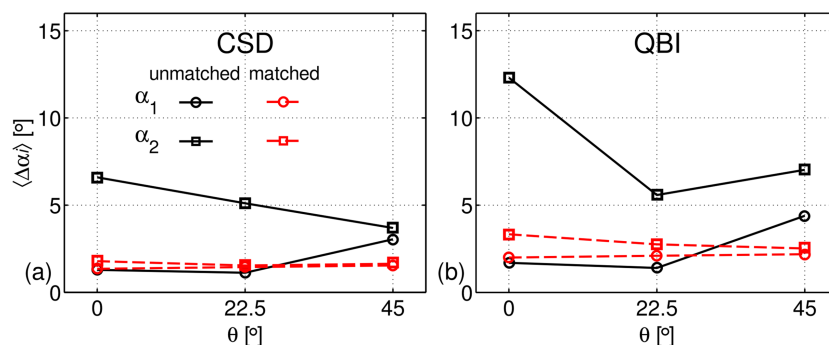 CSD
unmatched matched
α1
α2
⟨Δαi⟩ [º]
15
10
5
0
(a)
0 22.5 45
θ [º]
QBI
15
10
5
0
(b)
0 22.5 45
θ [º]